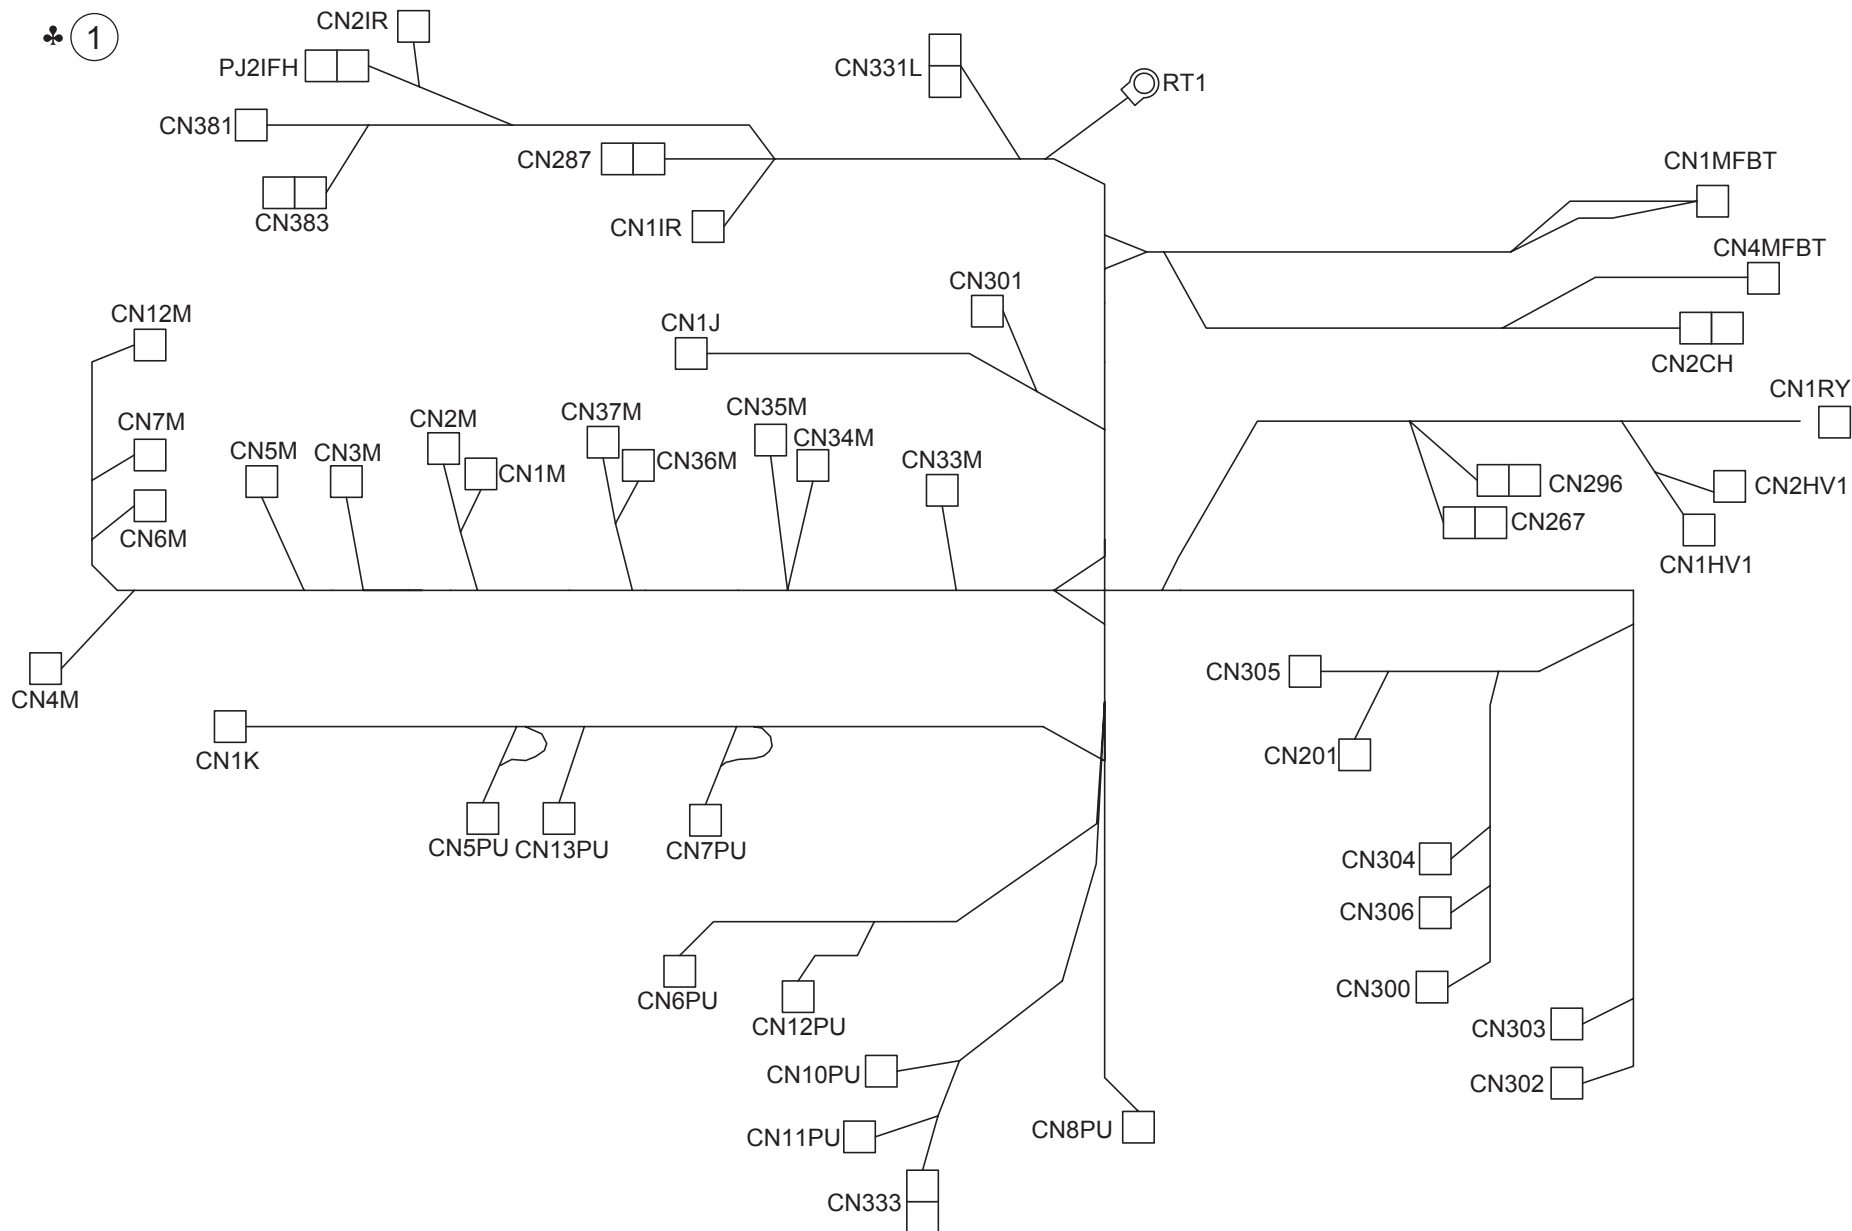 ♣ 1
CN2IR
PJ2IFH
CN331L
RT1
CN381
CN287
CN1MFBT
CN383
CN1IR
CN4MFBT
CN301
CN12M
CN1J
CN2CH
CN1RY
CN7M
CN2M
CN37M
CN35M
CN34M
CN5M
CN3M
CN1M
CN36M
CN33M
CN296
CN2HV1
CN267
CN6M
CN1HV1
CN305
CN4M
CN201
CN1K
CN5PU
CN13PU
CN7PU
CN304
CN306
CN300
CN6PU
CN12PU
CN303
CN10PU
CN302
CN11PU
CN8PU
CN333